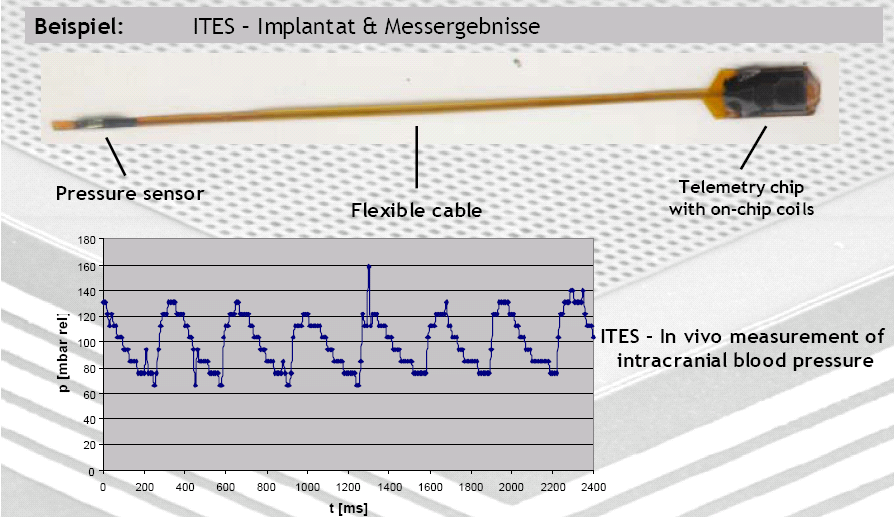 Beispiel: ITES - Implantat & Messergebnisse
Pressure sensor
Flexible cable
Telemetry chip
with on-chip coils
180
160
140
120
100
80
60
40
20
0
p [mbar rel]
0 200 400 600 800 1000 1200 1400 1600 1800 2000 2200 2400
t [ms]
ITES - In vivo measurement of
intracranial blood pressure